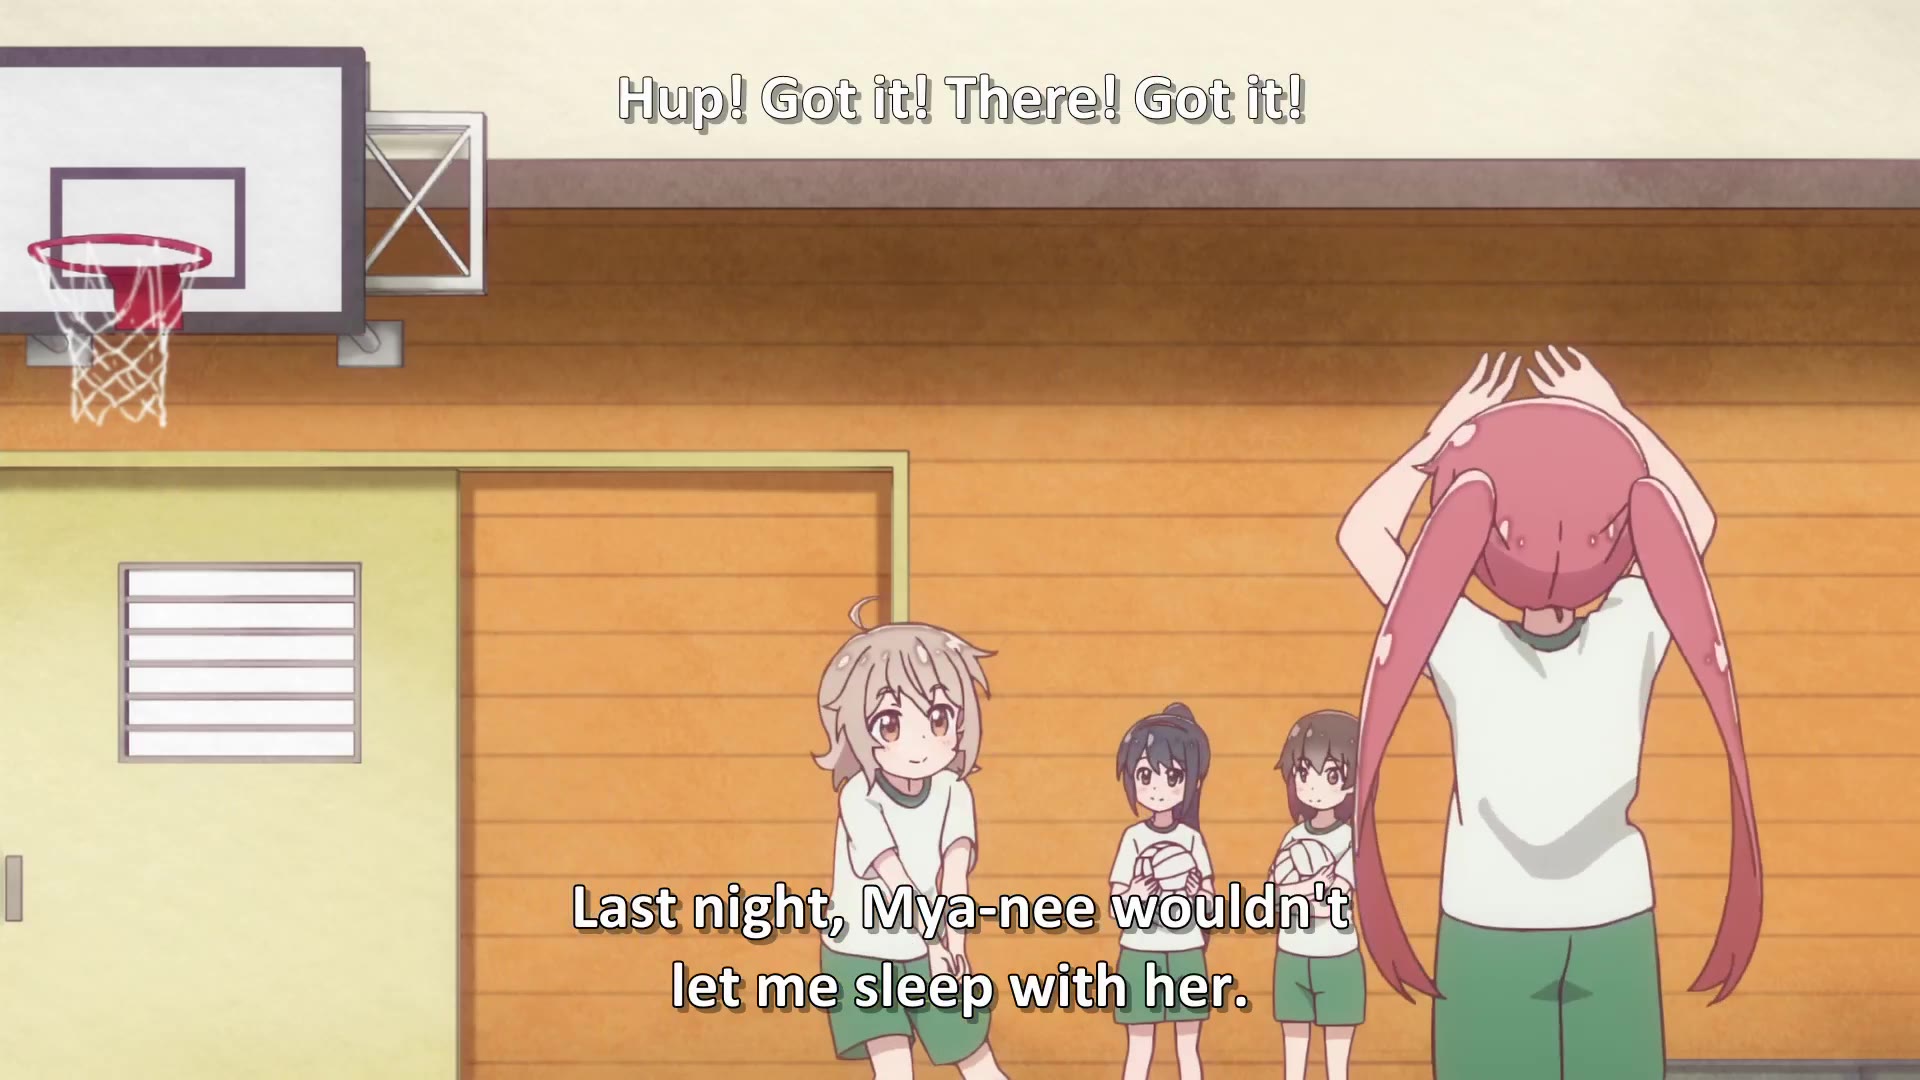 Hup! Got it! There! Got it!
Last night, Mya-nee wouldn't
let me sleep with her.